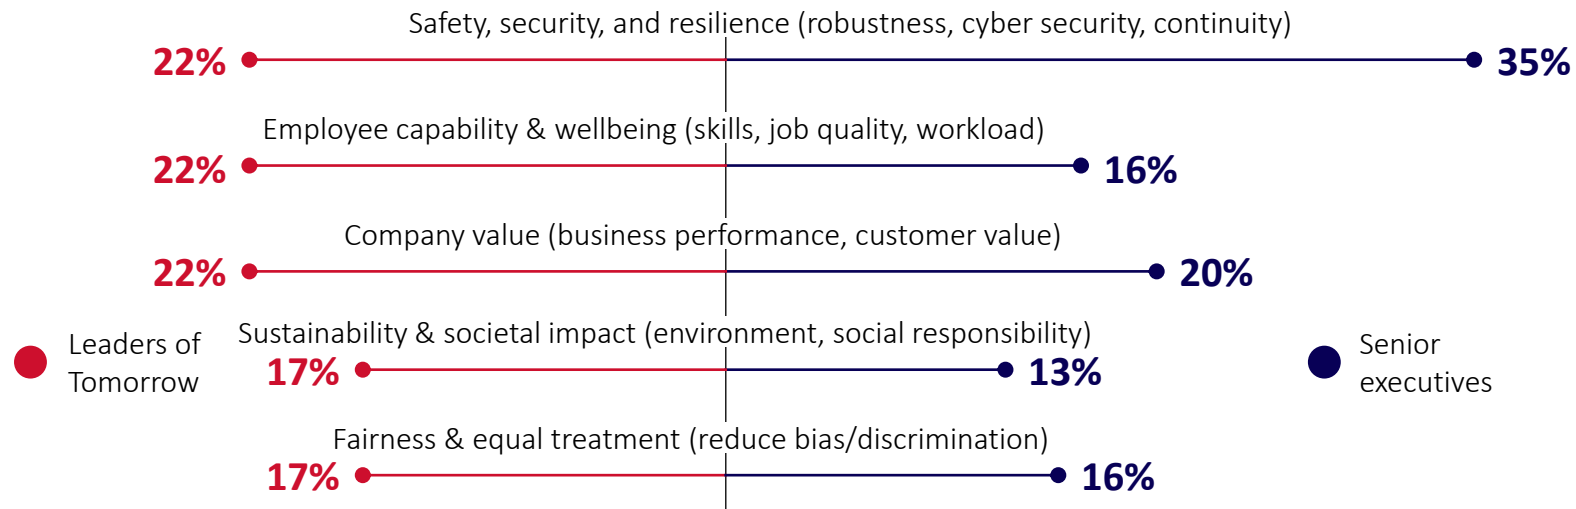 Safety, security, and resilience (robustness, cyber security, continuity)
22%
35%
Employee capability & wellbeing (skills, job quality, workload)
22%
16%
Company value (business performance, customer value)
22%
20%
Sustainability & societal impact (environment, social responsibility)
17%
13%
Leaders of
Tomorrow
Senior
executives
Fairness & equal treatment (reduce bias/discrimination)
17%
16%